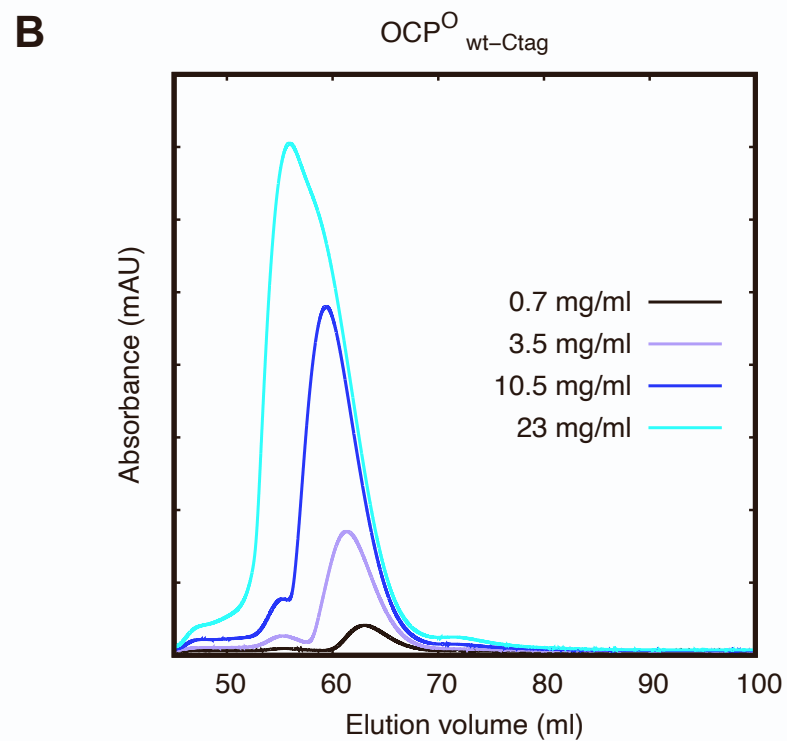 B
OCP^O wt–Ctag
Absorbance (mAU)
0.7 mg/ml
3.5 mg/ml
10.5 mg/ml
23 mg/ml
50 60 70 80 90 100
Elution volume (ml)